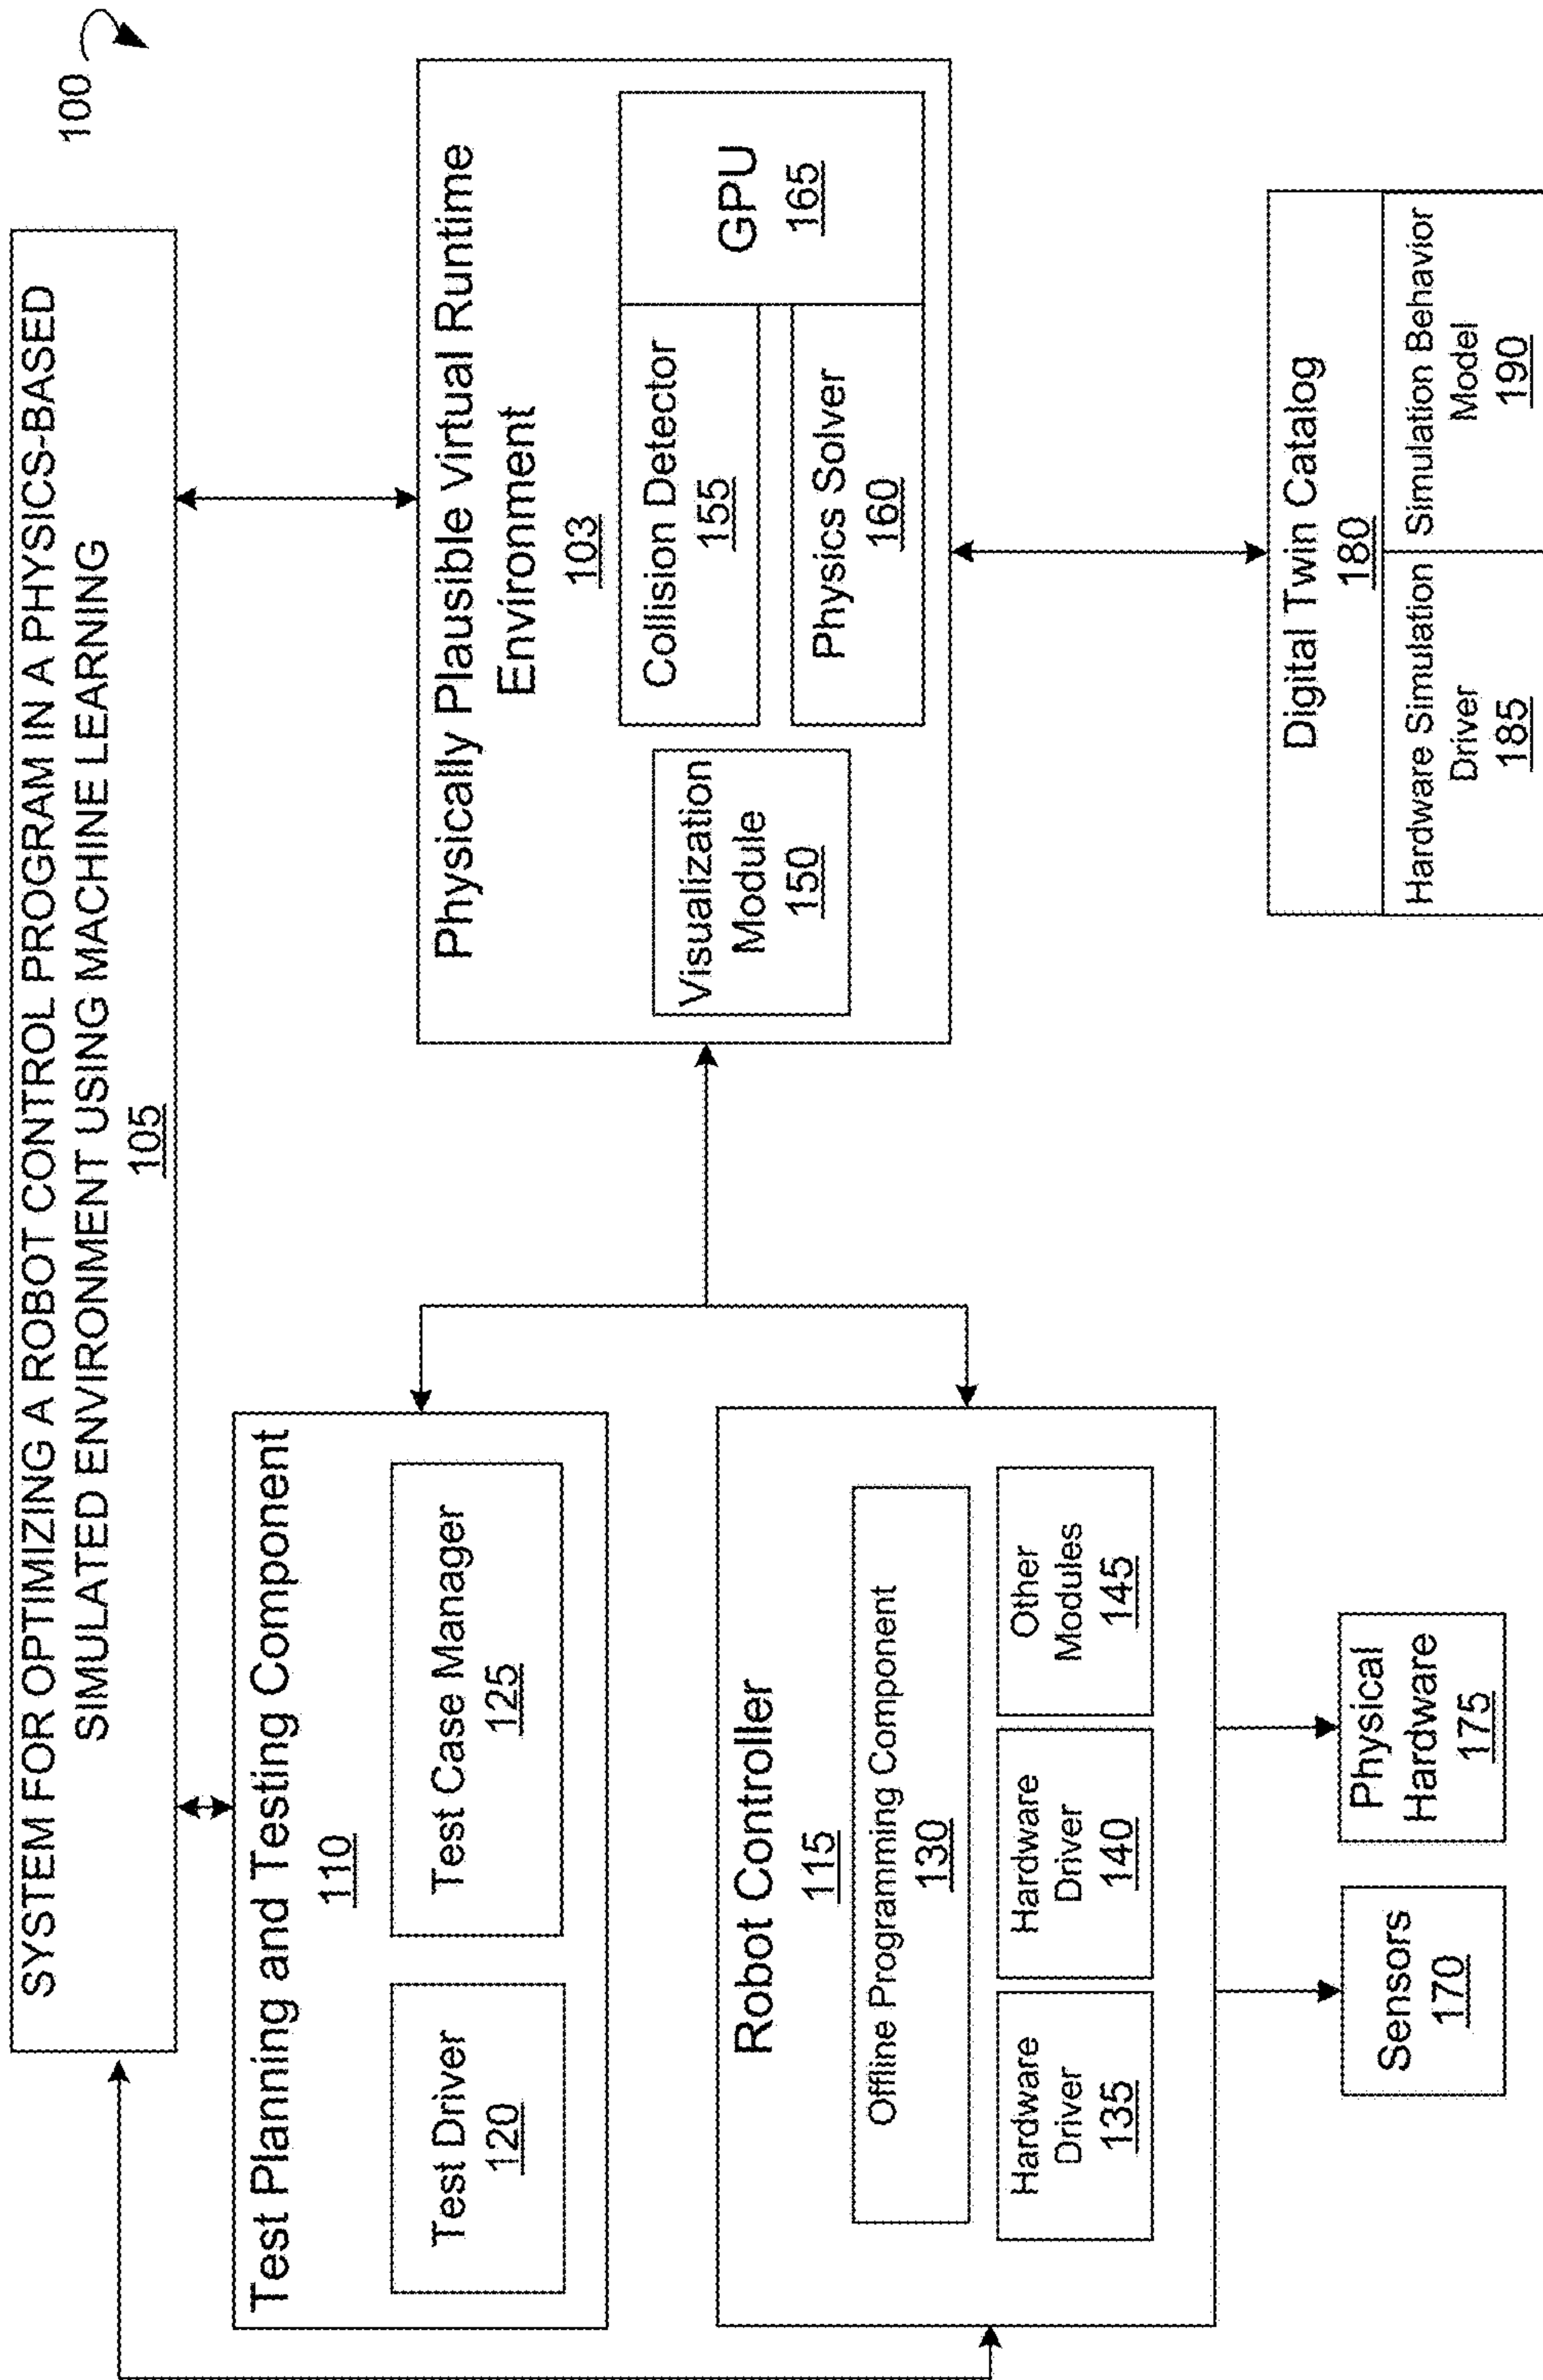 100
SYSTEM FOR OPTIMIZING A ROBOT CONTROL PROGRAM IN A PHYSICS-BASED
SIMULATED ENVIRONMENT USING MACHINE LEARNING
105
Test Planning and Testing Component
110
Test Driver
120
Test Case Manager
125
Robot Controller
115
Offline Programming Component
130
Hardware
Driver
135
Hardware
Driver
140
Other
Modules
145
Sensors
170
Physical
Hardware
175
Physically Plausible Virtual Runtime
Environment
103
Visualization
Module
150
Collision Detector
155
Physics Solver
160
GPU
165
Digital Twin Catalog
180
Hardware Simulation
Driver
185
Simulation Behavior
Model
190